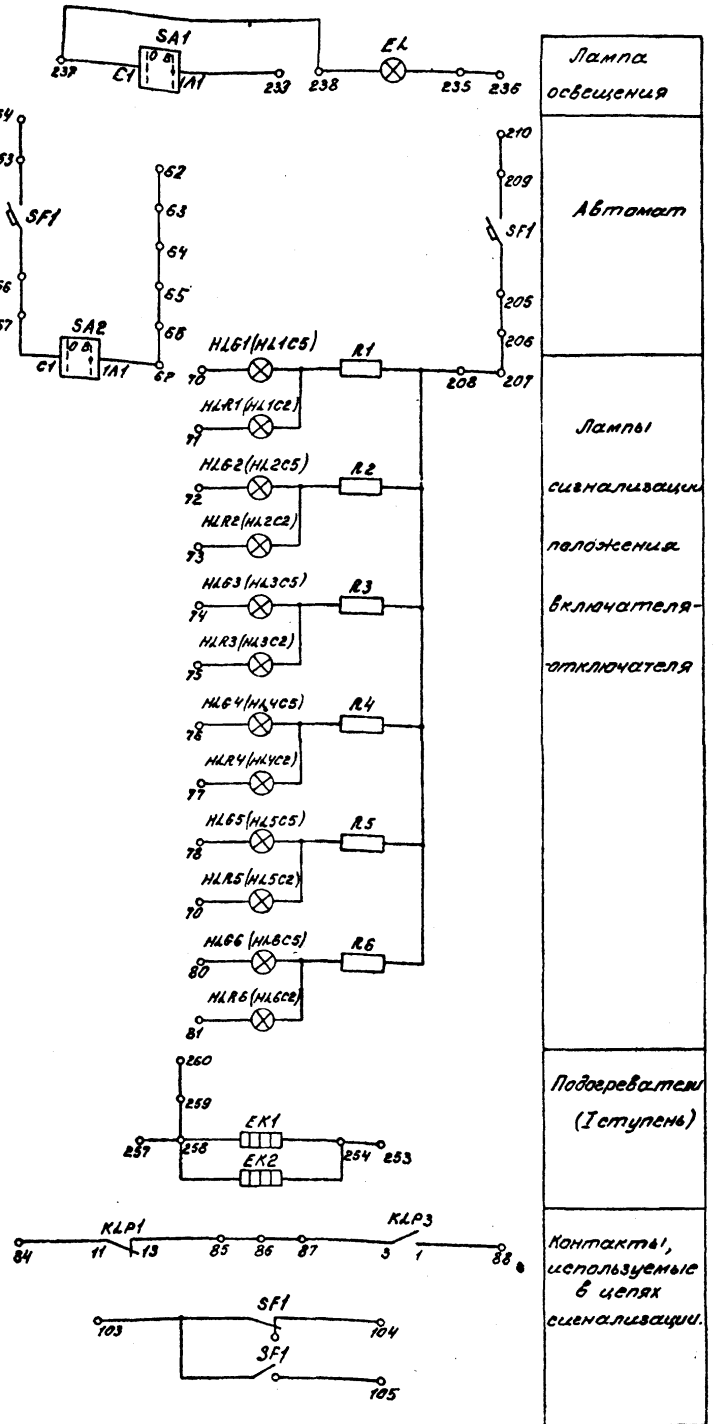 SA1
EL
О В
C1
1A1
238
235
236
Лампа
освещения
210
209
SF1
205
206
207
208
Автомат
SF1
62
63
64
65
67
SA2
О В
C1
1A1
HLG1(HL1C5)
R1
70
HLR1(HL1C2)
71
HLG2(HL2C5)
R2
72
HLR2(HL2C2)
73
HLG3(HL3C5)
R3
74
HLR3(HL3C2)
75
HLG4(HL4C5)
R4
76
HLR4(HL4C2)
77
HLG5(HL5C5)
R5
78
HLR5(HL5C2)
70
HLG6(HL6C5)
R6
80
HLR6(HL6C2)
81
Лампы
сигнализации
положения
включателя-
отключателя
260
259
EK1
257
258
254
253
EK2
Подогреватели
(I ступень)
KLP1
KLP3
84
11
13
85
86
87
3
1
88
Контакты,
используемые
в цепях
сигнализации.
SF1
103
104
SF1
105